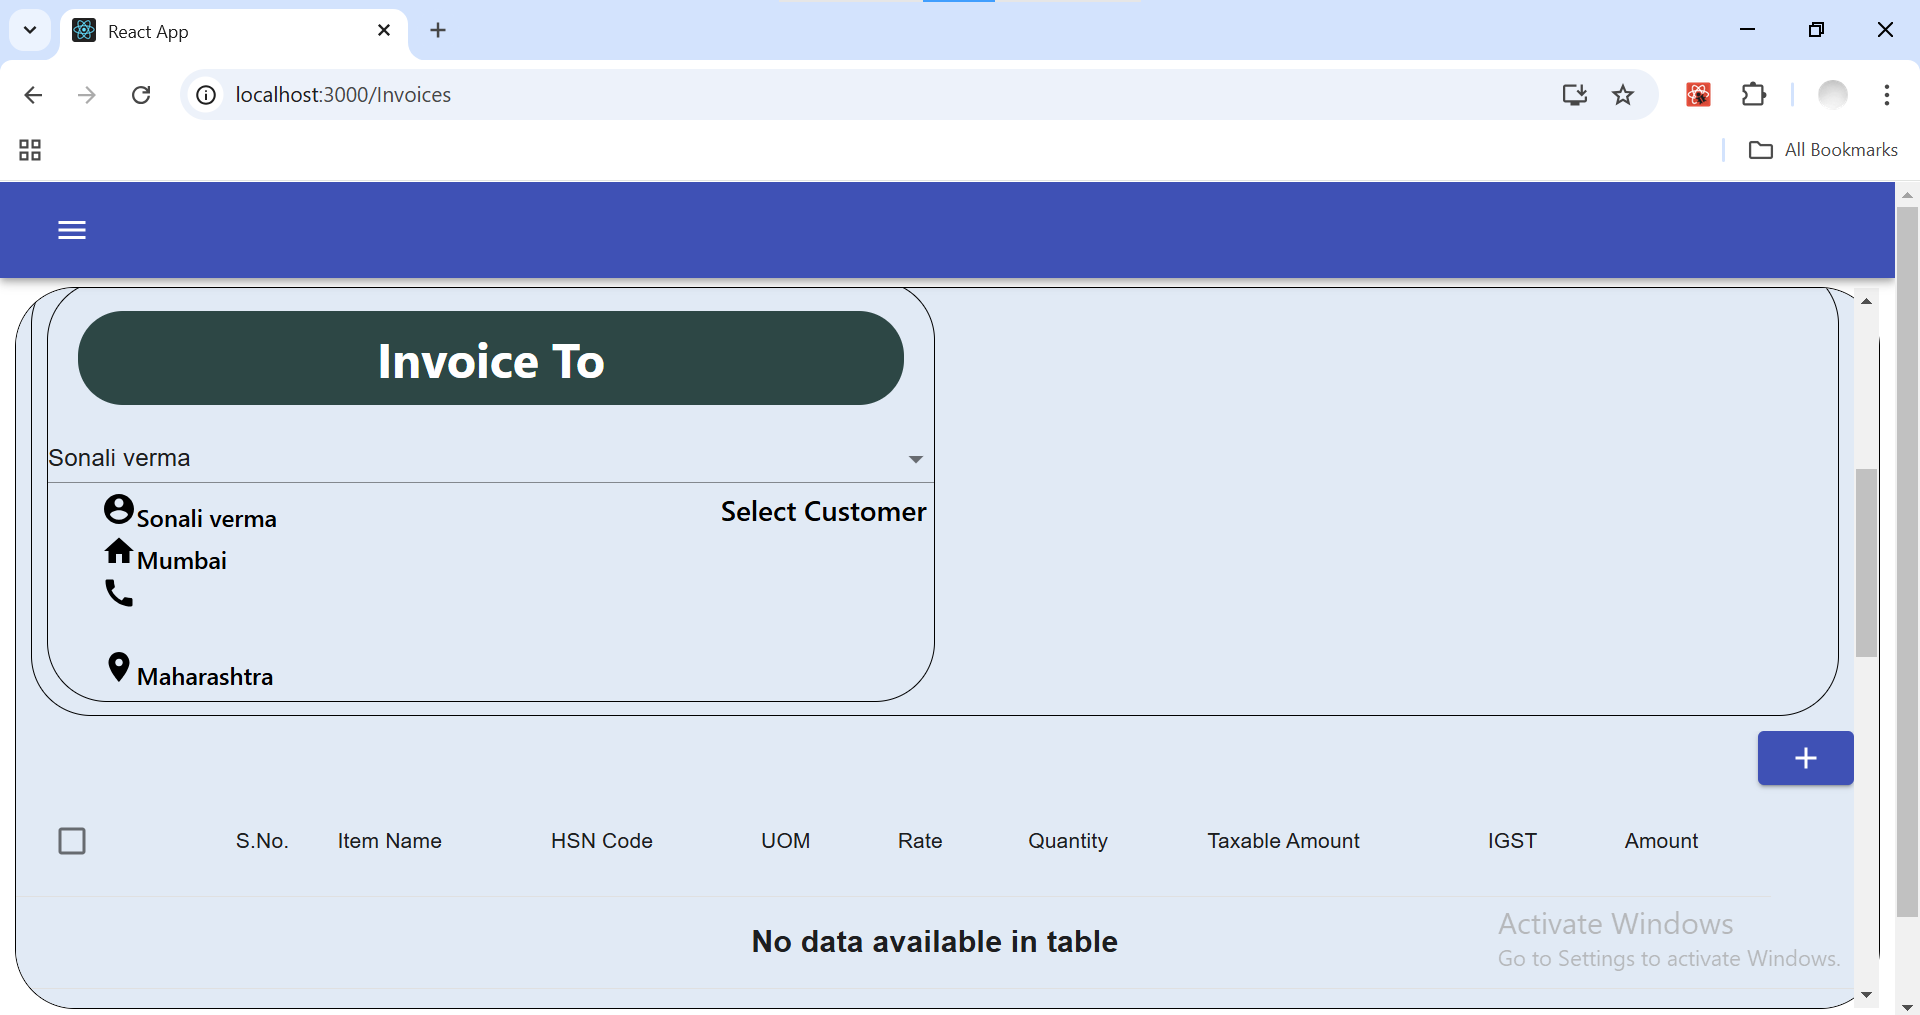 React App
localhost:3000/Invoices
All Bookmarks
Invoice To
Sonali verma
Sonali verma
Select Customer
Mumbai
Maharashtra
S.No. Item Name HSN Code UOM Rate Quantity Taxable Amount IGST Amount
No data available in table
Activate Windows
Go to Settings to activate Windows.